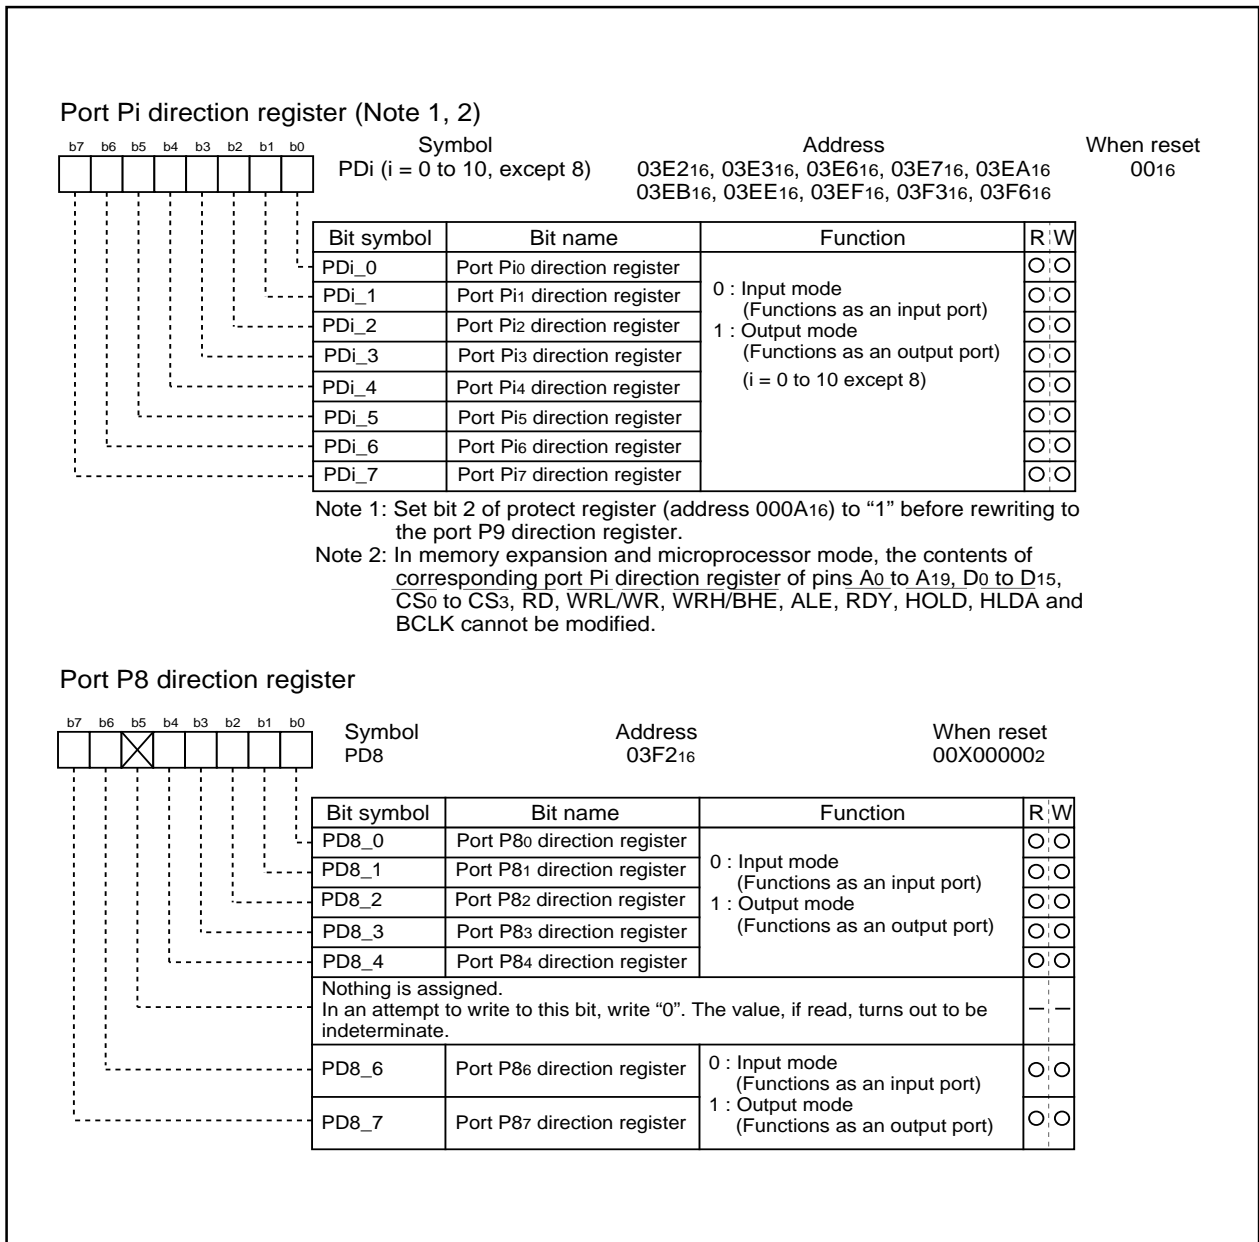 Port Pi direction register (Note 1, 2)
b7 b6 b5 b4 b3 b2 b1 b0
Symbol Address When reset
PDi (i = 0 to 10, except 8) 03E216, 03E316, 03E616, 03E716, 03EA16 0016
03EB16, 03EE16, 03EF16, 03F316, 03F616
Bit symbol Bit name Function R W
PDi_0 Port Pi0 direction register
PDi_1 Port Pi1 direction register
PDi_2 Port Pi2 direction register
PDi_3 Port Pi3 direction register
PDi_4 Port Pi4 direction register
PDi_5 Port Pi5 direction register
PDi_6 Port Pi6 direction register
PDi_7 Port Pi7 direction register
0 : Input mode
(Functions as an input port)
1 : Output mode
(Functions as an output port)
(i = 0 to 10 except 8)
Note 1: Set bit 2 of protect register (address 000A16) to “1” before rewriting to
the port P9 direction register.
Note 2: In memory expansion and microprocessor mode, the contents of
corresponding port Pi direction register of pins A0 to A19, D0 to D15,
CS0 to CS3, RD, WRL/WR, WRH/BHE, ALE, RDY, HOLD, HLDA and
BCLK cannot be modified.
Port P8 direction register
b7 b6 b5 b4 b3 b2 b1 b0
Symbol Address When reset
PD8 03F216 00X000002
Bit symbol Bit name Function R W
PD8_0 Port P80 direction register
PD8_1 Port P81 direction register
PD8_2 Port P82 direction register
PD8_3 Port P83 direction register
PD8_4 Port P84 direction register
0 : Input mode
(Functions as an input port)
1 : Output mode
(Functions as an output port)
Nothing is assigned.
In an attempt to write to this bit, write “0”. The value, if read, turns out to be
indeterminate.
PD8_6 Port P86 direction register
PD8_7 Port P87 direction register
0 : Input mode
(Functions as an input port)
1 : Output mode
(Functions as an output port)